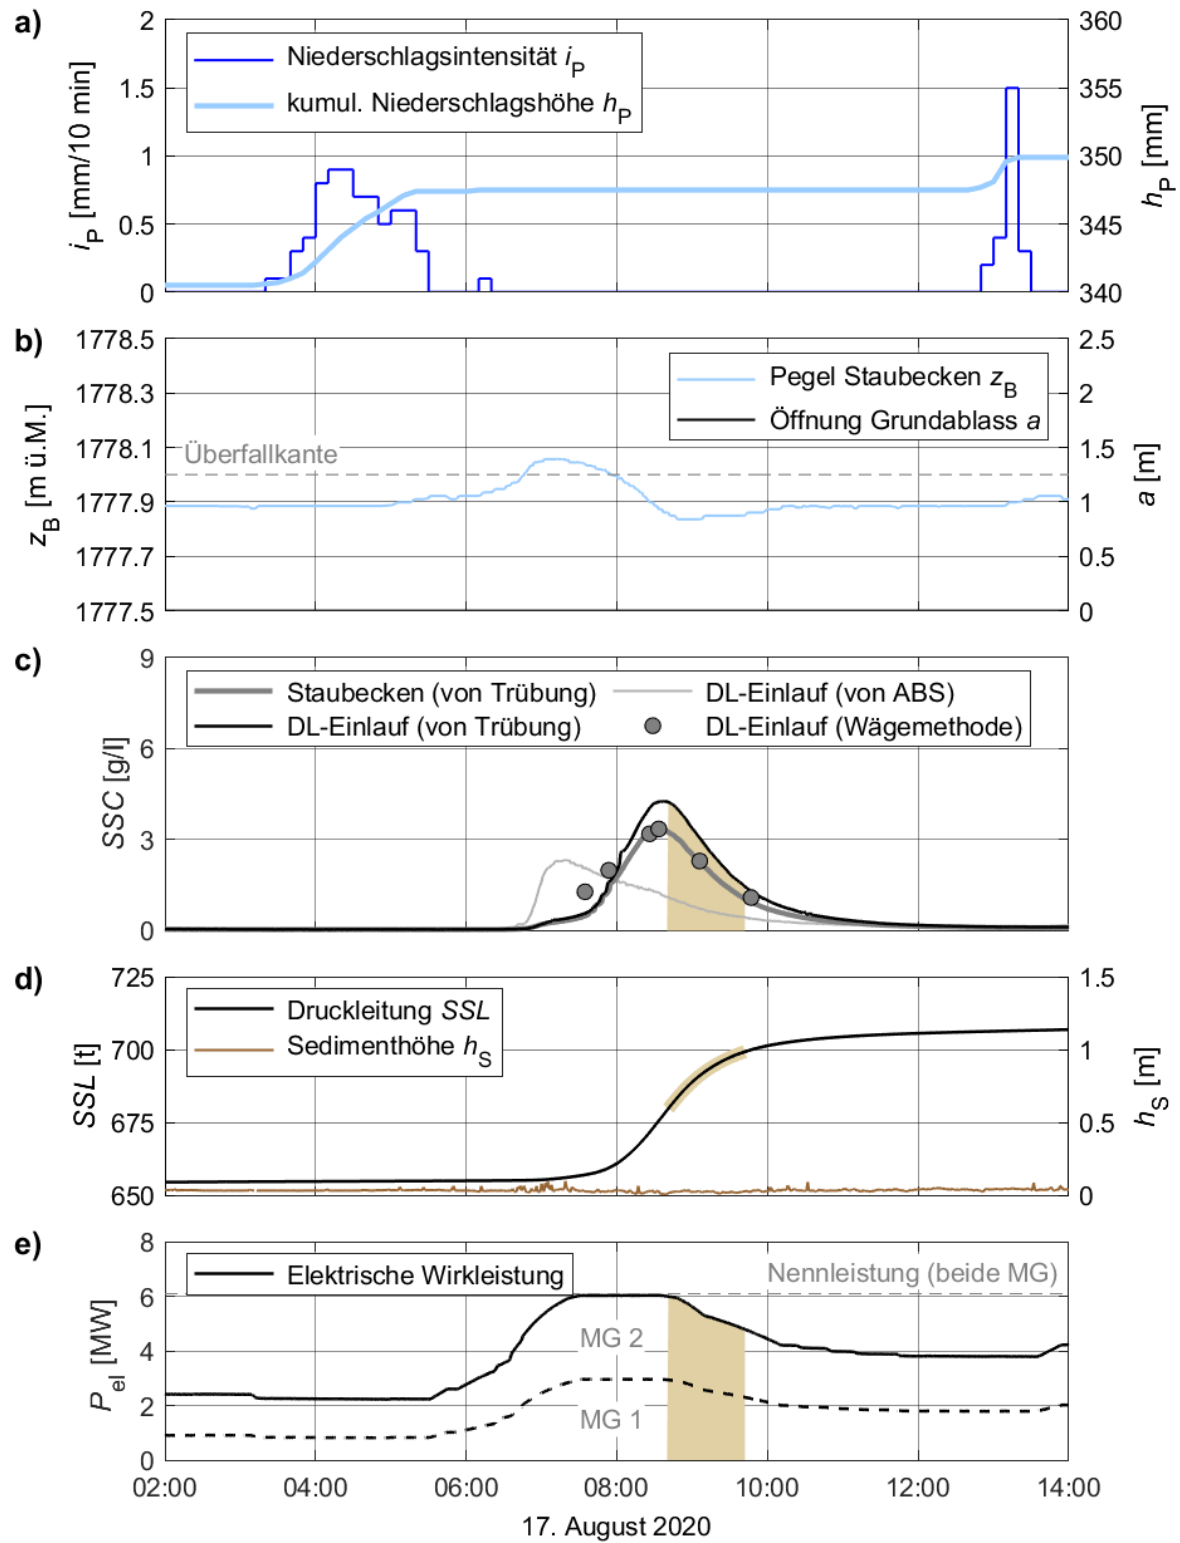 a)
2
1.5
1
0.5
0
i_P [mm/10 min]
Niederschlagsintensität i_P
kumul. Niederschlagshöhe h_P
360
355
350
345
340
h_P [mm]
b)
1778.5
1778.3
1778.1
1777.9
1777.7
1777.5
z_B [m ü.M.]
Pegel Staubecken z_B
Öffnung Grundablass a
Überfallkante
2.5
2
1.5
1
0.5
0
a [m]
c)
9
6
3
0
SSC [g/l]
Staubecken (von Trübung)
DL-Einlauf (von ABS)
DL-Einlauf (von Trübung)
DL-Einlauf (Wägemethode)
d)
725
700
675
650
SSL [t]
Druckleitung SSL
Sedimenthöhe h_S
1.5
1
0.5
0
h_S [m]
e)
8
6
4
2
0
P_el [MW]
Elektrische Wirkleistung
Nennleistung (beide MG)
MG 2
MG 1
02:00
04:00
06:00
08:00
10:00
12:00
14:00
17. August 2020